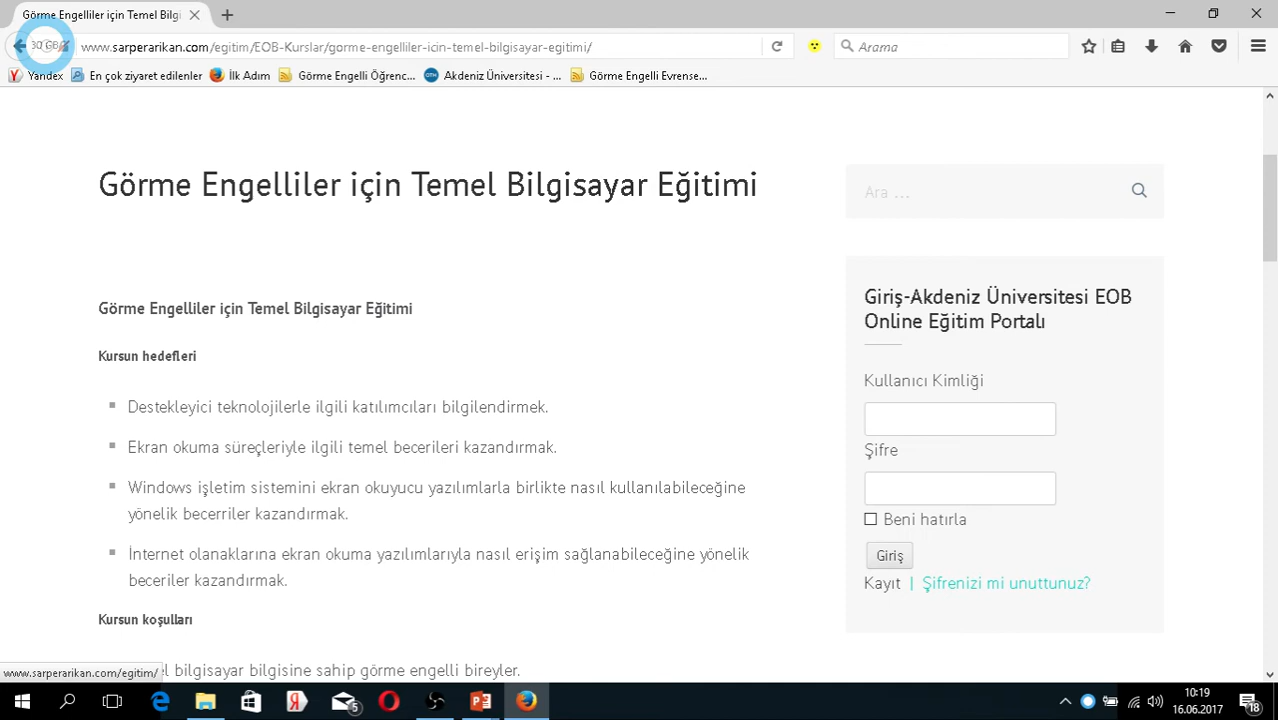 Görme Engelliler için Temel Bilgi
www.sarperarikan.com/egitim/EOB-Kurslar/gorme-engelliler-icin-temel-bilgisayar-egitimi/
Arama
Yandex
En çok ziyaret edilenler
İlk Adım
Görme Engelli Öğrenc...
Akdeniz Üniversitesi - ...
Görme Engelli Evrense...
Görme Engelliler için Temel Bilgisayar Eğitimi
Ara ...
Görme Engelliler için Temel Bilgisayar Eğitimi
Kursun hedefleri
Destekleyici teknolojilerle ilgili katılımcıları bilgilendirmek.
Ekran okuma süreçleriyle ilgili temel becerileri kazandırmak.
Windows işletim sistemini ekran okuyucu yazılımlarla birlikte nasıl kullanılabileceğine
yönelik becerriler kazandırmak.
İnternet olanaklarına ekran okuma yazılımlarıyla nasıl erişim sağlanabileceğine yönelik
beceriler kazandırmak.
Kursun koşulları
el bilgisayar bilgisine sahip görme engelli bireyler.
Giriş-Akdeniz Üniversitesi EOB
Online Eğitim Portalı
Kullanıcı Kimliği
Şifre
Beni hatırla
Giriş
Kayıt | Şifrenizi mi unuttunuz?
www.sarperarikan.com/egitim/
5
10:19
16.06.2017
18